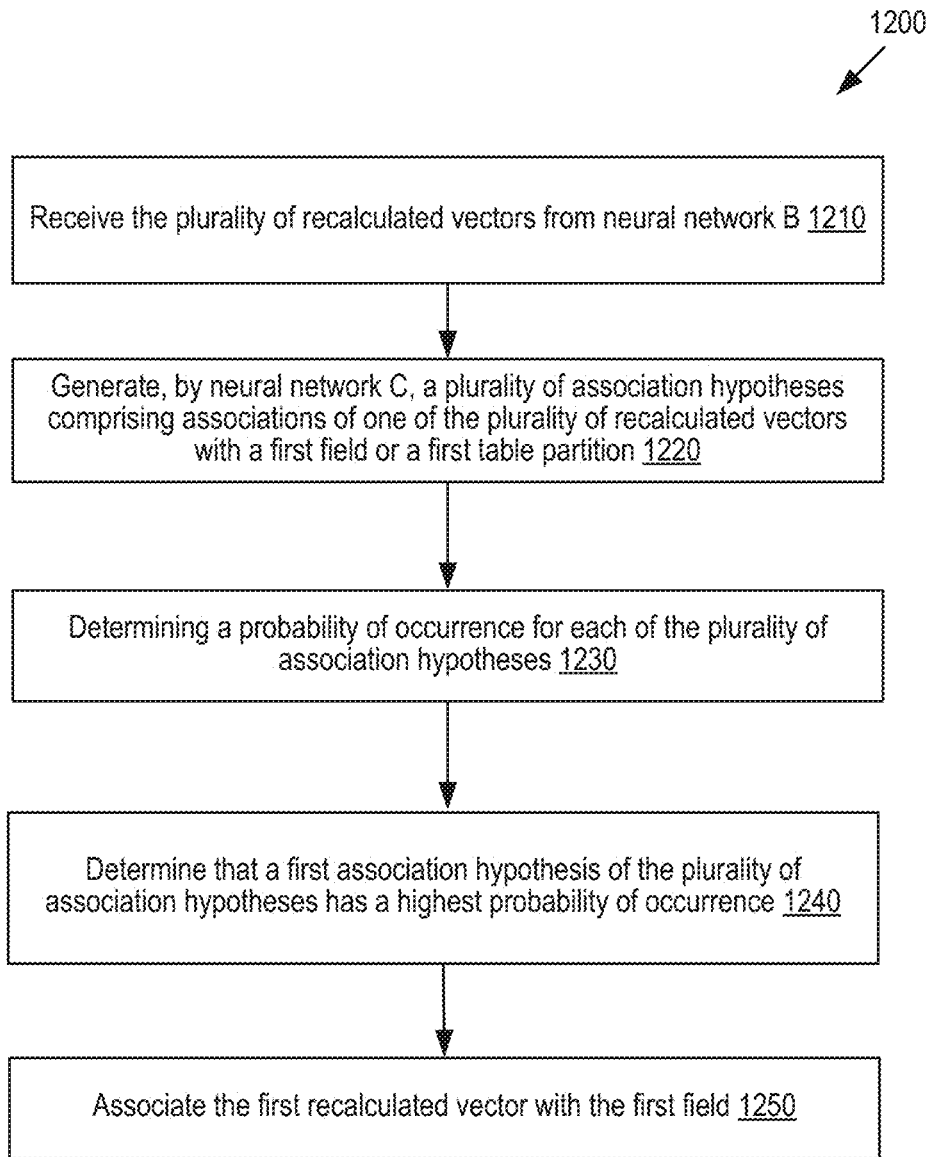 1200
Receive the plurality of recalculated vectors from neural network B 1210
Generate, by neural network C, a plurality of association hypotheses
comprising associations of one of the plurality of recalculated vectors
with a first field or a first table partition 1220
Determining a probability of occurrence for each of the plurality of
association hypotheses 1230
Determine that a first association hypothesis of the plurality of
association hypotheses has a highest probability of occurrence 1240
Associate the first recalculated vector with the first field 1250